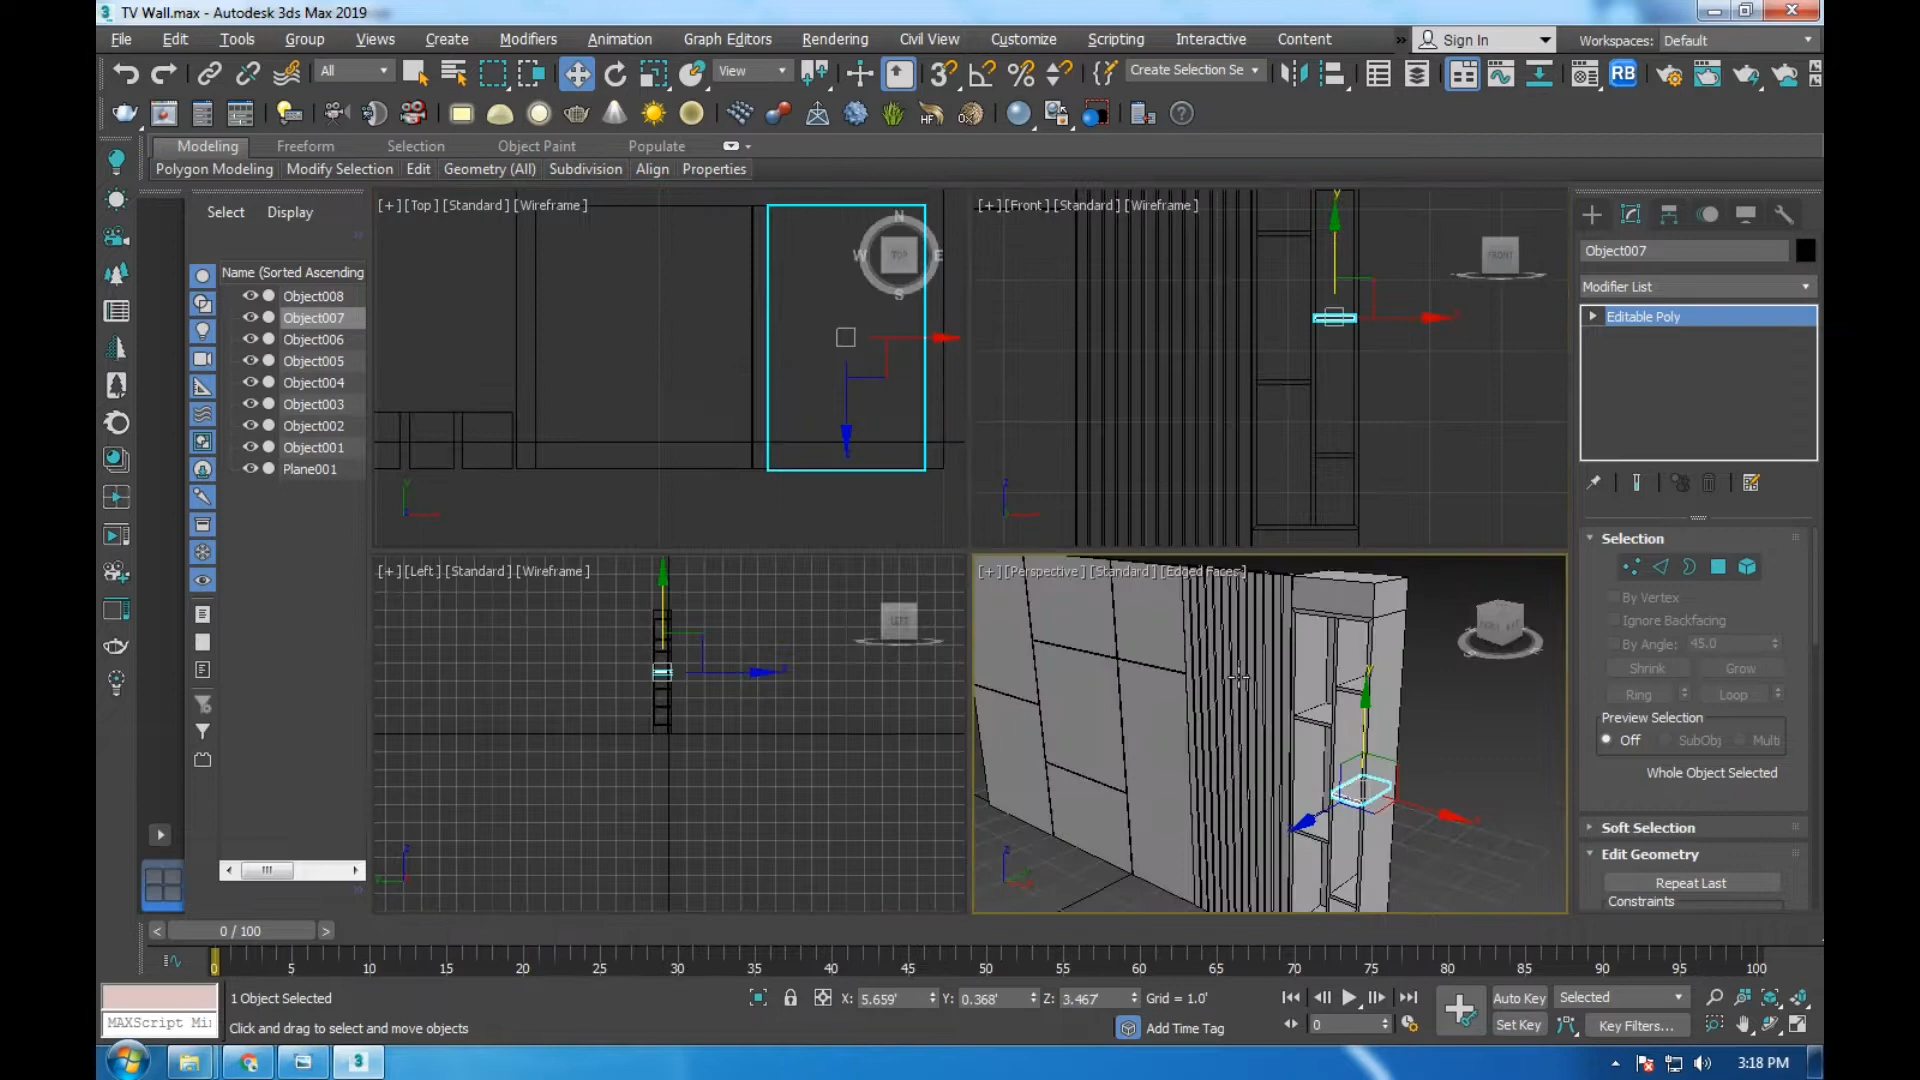 3 TV Wall.max - Autodesk 3ds Max 2019
File Edit Tools Group Views Create Modifiers Animation Graph Editors Rendering Civil View Customize Scripting Interactive Content » Sign In Workspaces: Default
All View Create Selection Se RB
HF
Modeling Freeform Selection Object Paint Populate
Polygon Modeling Modify Selection Edit Geometry (All) Subdivision Align Properties
Select Display
Name (Sorted Ascending
Object008
Object007
Object006
Object005
Object004
Object003
Object002
Object001
Plane001
[+] [Top] [Standard] [Wireframe]
N
W TOP E
S
[+] [Front] [Standard] [Wireframe]
FRONT
[+] [Left] [Standard] [Wireframe]
LEFT
[+] [Perspective] [Standard] [Edged Faces]
Object007
Modifier List
Editable Poly
Selection
By Vertex
Ignore Backfacing
By Angle: 45.0
Shrink Grow
Ring Loop
Preview Selection
Off SubObj Multi
Whole Object Selected
Soft Selection
Edit Geometry
Repeat Last
Constraints
< 0 / 100 >
0 5 10 15 20 25 30 35 40 45 50 55 60 65 70 75 80 85 90 95 100
1 Object Selected X: 5.659' Y: 0.368' Z: 3.467' Grid = 1.0' Auto Key Selected
MAXScript Mi Click and drag to select and move objects Add Time Tag 0 Set Key Key Filters...
3:18 PM